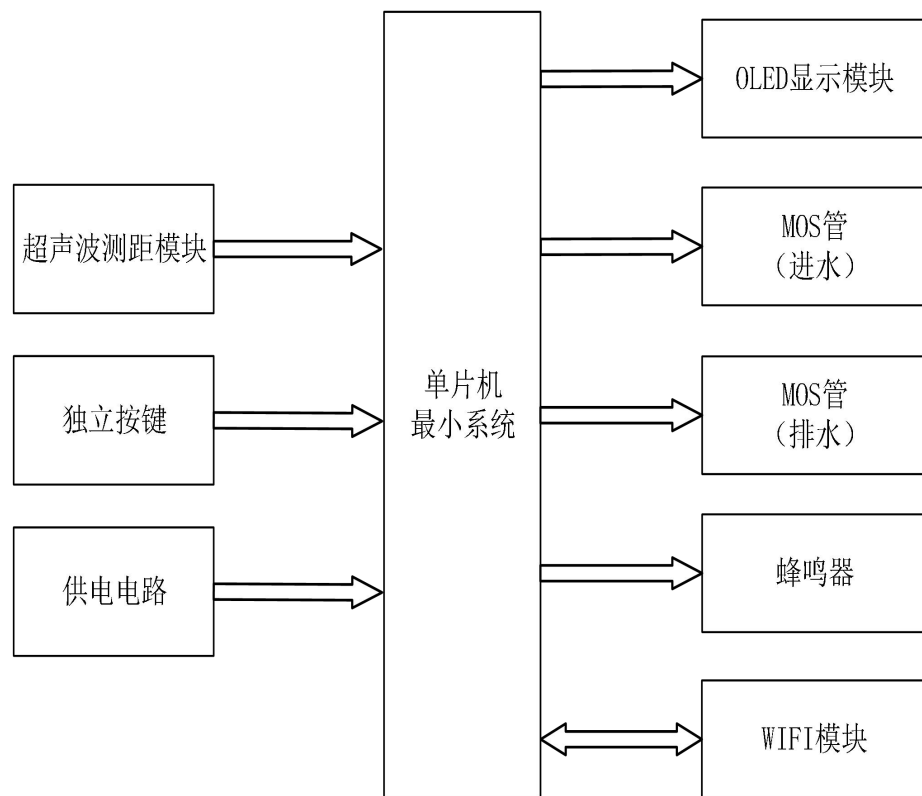 超声波测距模块
独立按键
供电电路
单片机
最小系统
OLED显示模块
MOS管
（进水）
MOS管
（排水）
蜂鸣器
WIFI模块